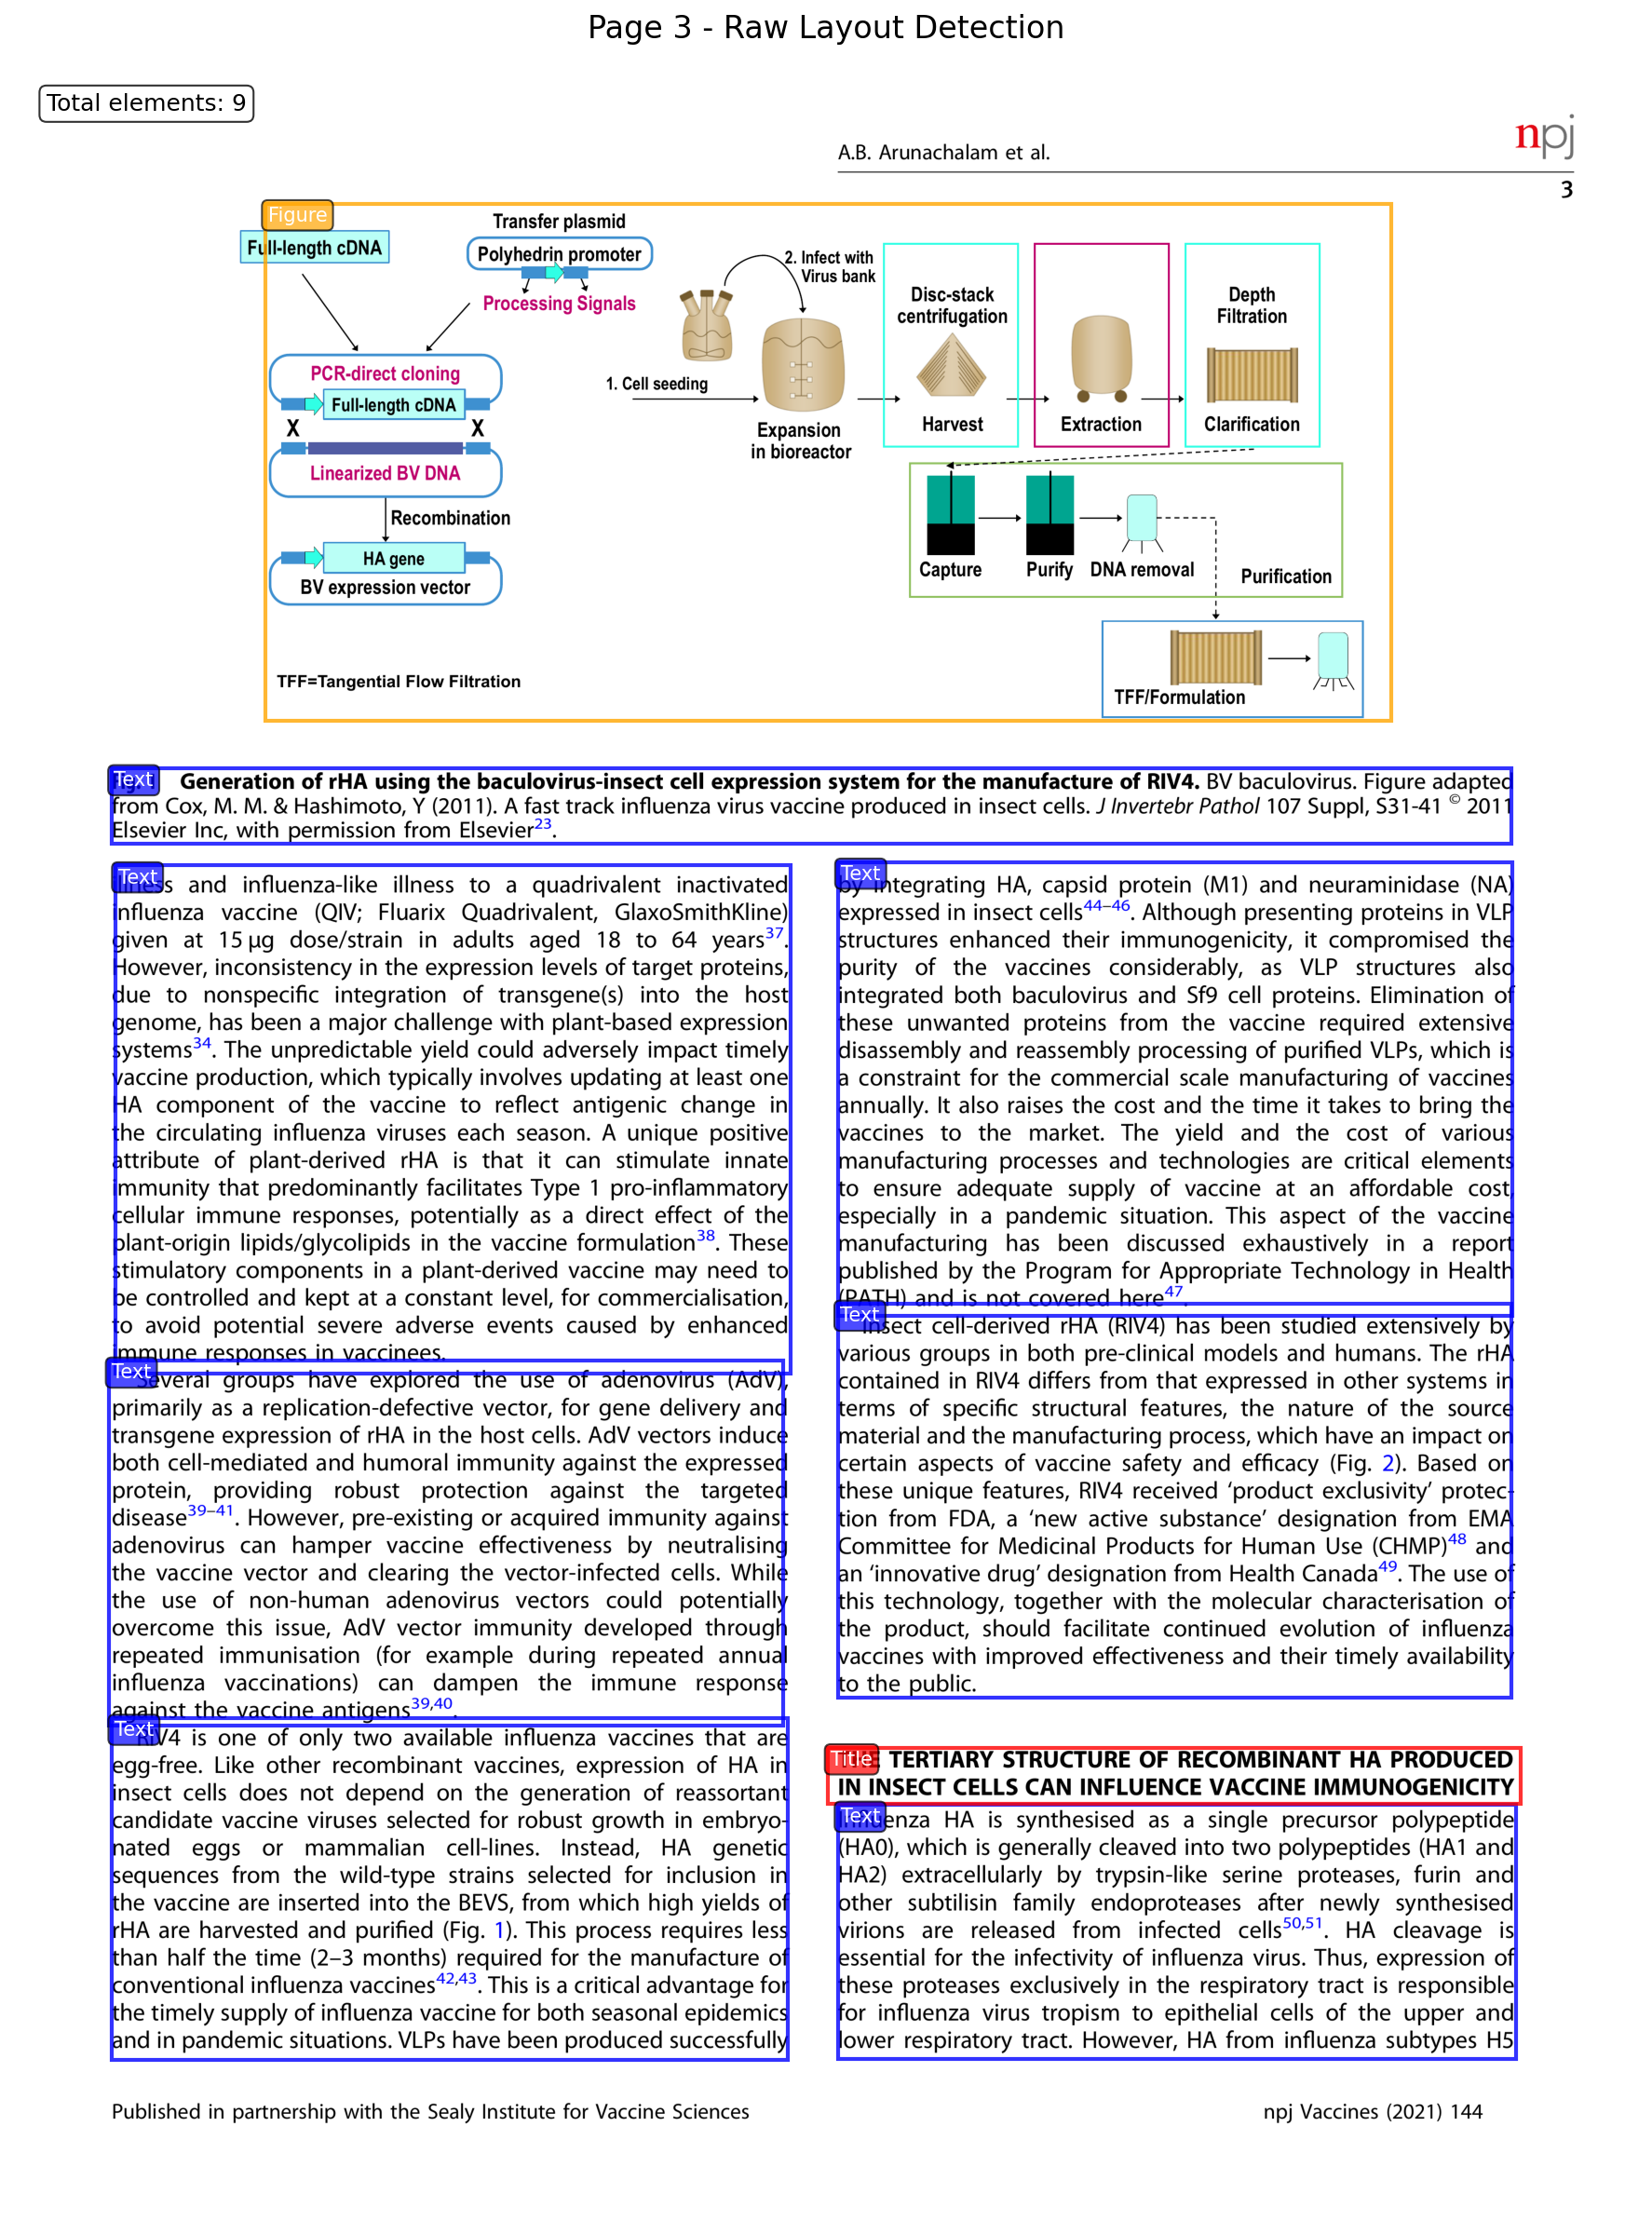 Page 3 - Raw Layout Detection
Total elements: 9
A.B. Arunachalam et al.
npj
3
Figure
Full-length cDNA
Transfer plasmid
Polyhedrin promoter
Processing Signals
PCR-direct cloning
Full-length cDNA
X X
Linearized BV DNA
Recombination
HA gene
BV expression vector
TFF=Tangential Flow Filtration
1. Cell seeding
2. Infect with
Virus bank
Expansion
in bioreactor
Disc-stack
centrifugation
Harvest
Extraction
Depth
Filtration
Clarification
Capture
Purify
DNA removal
Purification
TFF/Formulation
Text
Generation of rHA using the baculovirus-insect cell expression system for the manufacture of RIV4. BV baculovirus. Figure adapted
from Cox, M. M. & Hashimoto, Y (2011). A fast track influenza virus vaccine produced in insect cells. J Invertebr Pathol 107 Suppl, S31-41 © 2011
Elsevier Inc, with permission from Elsevier23.
Text
illness and influenza-like illness to a quadrivalent inactivated
influenza vaccine (QIV; Fluarix Quadrivalent, GlaxoSmithKline)
given at 15 µg dose/strain in adults aged 18 to 64 years37.
However, inconsistency in the expression levels of target proteins,
due to nonspecific integration of transgene(s) into the host
genome, has been a major challenge with plant-based expression
systems34. The unpredictable yield could adversely impact timely
vaccine production, which typically involves updating at least one
HA component of the vaccine to reflect antigenic change in
the circulating influenza viruses each season. A unique positive
attribute of plant-derived rHA is that it can stimulate innate
immunity that predominantly facilitates Type 1 pro-inflammatory
cellular immune responses, potentially as a direct effect of the
plant-origin lipids/glycolipids in the vaccine formulation38. These
stimulatory components in a plant-derived vaccine may need to
be controlled and kept at a constant level, for commercialisation,
to avoid potential severe adverse events caused by enhanced
immune responses in vaccinees.
Text
Several groups have explored the use of adenovirus (AdV),
primarily as a replication-defective vector, for gene delivery and
transgene expression of rHA in the host cells. AdV vectors induce
both cell-mediated and humoral immunity against the expressed
protein, providing robust protection against the targeted
disease39–41. However, pre-existing or acquired immunity against
adenovirus can hamper vaccine effectiveness by neutralising
the vaccine vector and clearing the vector-infected cells. While
the use of non-human adenovirus vectors could potentially
overcome this issue, AdV vector immunity developed through
repeated immunisation (for example during repeated annual
influenza vaccinations) can dampen the immune response
against the vaccine antigens39,40.
Text
RIV4 is one of only two available influenza vaccines that are
egg-free. Like other recombinant vaccines, expression of HA in
insect cells does not depend on the generation of reassortant
candidate vaccine viruses selected for robust growth in embryo-
nated eggs or mammalian cell-lines. Instead, HA genetic
sequences from the wild-type strains selected for inclusion in
the vaccine are inserted into the BEVS, from which high yields of
rHA are harvested and purified (Fig. 1). This process requires less
than half the time (2–3 months) required for the manufacture of
conventional influenza vaccines42,43. This is a critical advantage for
the timely supply of influenza vaccine for both seasonal epidemics
and in pandemic situations. VLPs have been produced successfully
Text
by integrating HA, capsid protein (M1) and neuraminidase (NA)
expressed in insect cells44–46. Although presenting proteins in VLP
structures enhanced their immunogenicity, it compromised the
purity of the vaccines considerably, as VLP structures also
integrated both baculovirus and Sf9 cell proteins. Elimination of
these unwanted proteins from the vaccine required extensive
disassembly and reassembly processing of purified VLPs, which is
a constraint for the commercial scale manufacturing of vaccines
annually. It also raises the cost and the time it takes to bring the
vaccines to the market. The yield and the cost of various
manufacturing processes and technologies are critical elements
to ensure adequate supply of vaccine at an affordable cost,
especially in a pandemic situation. This aspect of the vaccine
manufacturing has been discussed exhaustively in a report
published by the Program for Appropriate Technology in Health
(PATH) and is not covered here47.
Text
Insect cell-derived rHA (RIV4) has been studied extensively by
various groups in both pre-clinical models and humans. The rHA
contained in RIV4 differs from that expressed in other systems in
terms of specific structural features, the nature of the source
material and the manufacturing process, which have an impact on
certain aspects of vaccine safety and efficacy (Fig. 2). Based on
these unique features, RIV4 received ‘product exclusivity’ protec-
tion from FDA, a ‘new active substance’ designation from EMA
Committee for Medicinal Products for Human Use (CHMP)48 and
an ‘innovative drug’ designation from Health Canada49. The use of
this technology, together with the molecular characterisation of
the product, should facilitate continued evolution of influenza
vaccines with improved effectiveness and their timely availability
to the public.
Title
THE TERTIARY STRUCTURE OF RECOMBINANT HA PRODUCED
IN INSECT CELLS CAN INFLUENCE VACCINE IMMUNOGENICITY
Text
Influenza HA is synthesised as a single precursor polypeptide
(HA0), which is generally cleaved into two polypeptides (HA1 and
HA2) extracellularly by trypsin-like serine proteases, furin and
other subtilisin family endoproteases after newly synthesised
virions are released from infected cells50,51. HA cleavage is
essential for the infectivity of influenza virus. Thus, expression of
these proteases exclusively in the respiratory tract is responsible
for influenza virus tropism to epithelial cells of the upper and
lower respiratory tract. However, HA from influenza subtypes H5
Published in partnership with the Sealy Institute for Vaccine Sciences
npj Vaccines (2021) 144